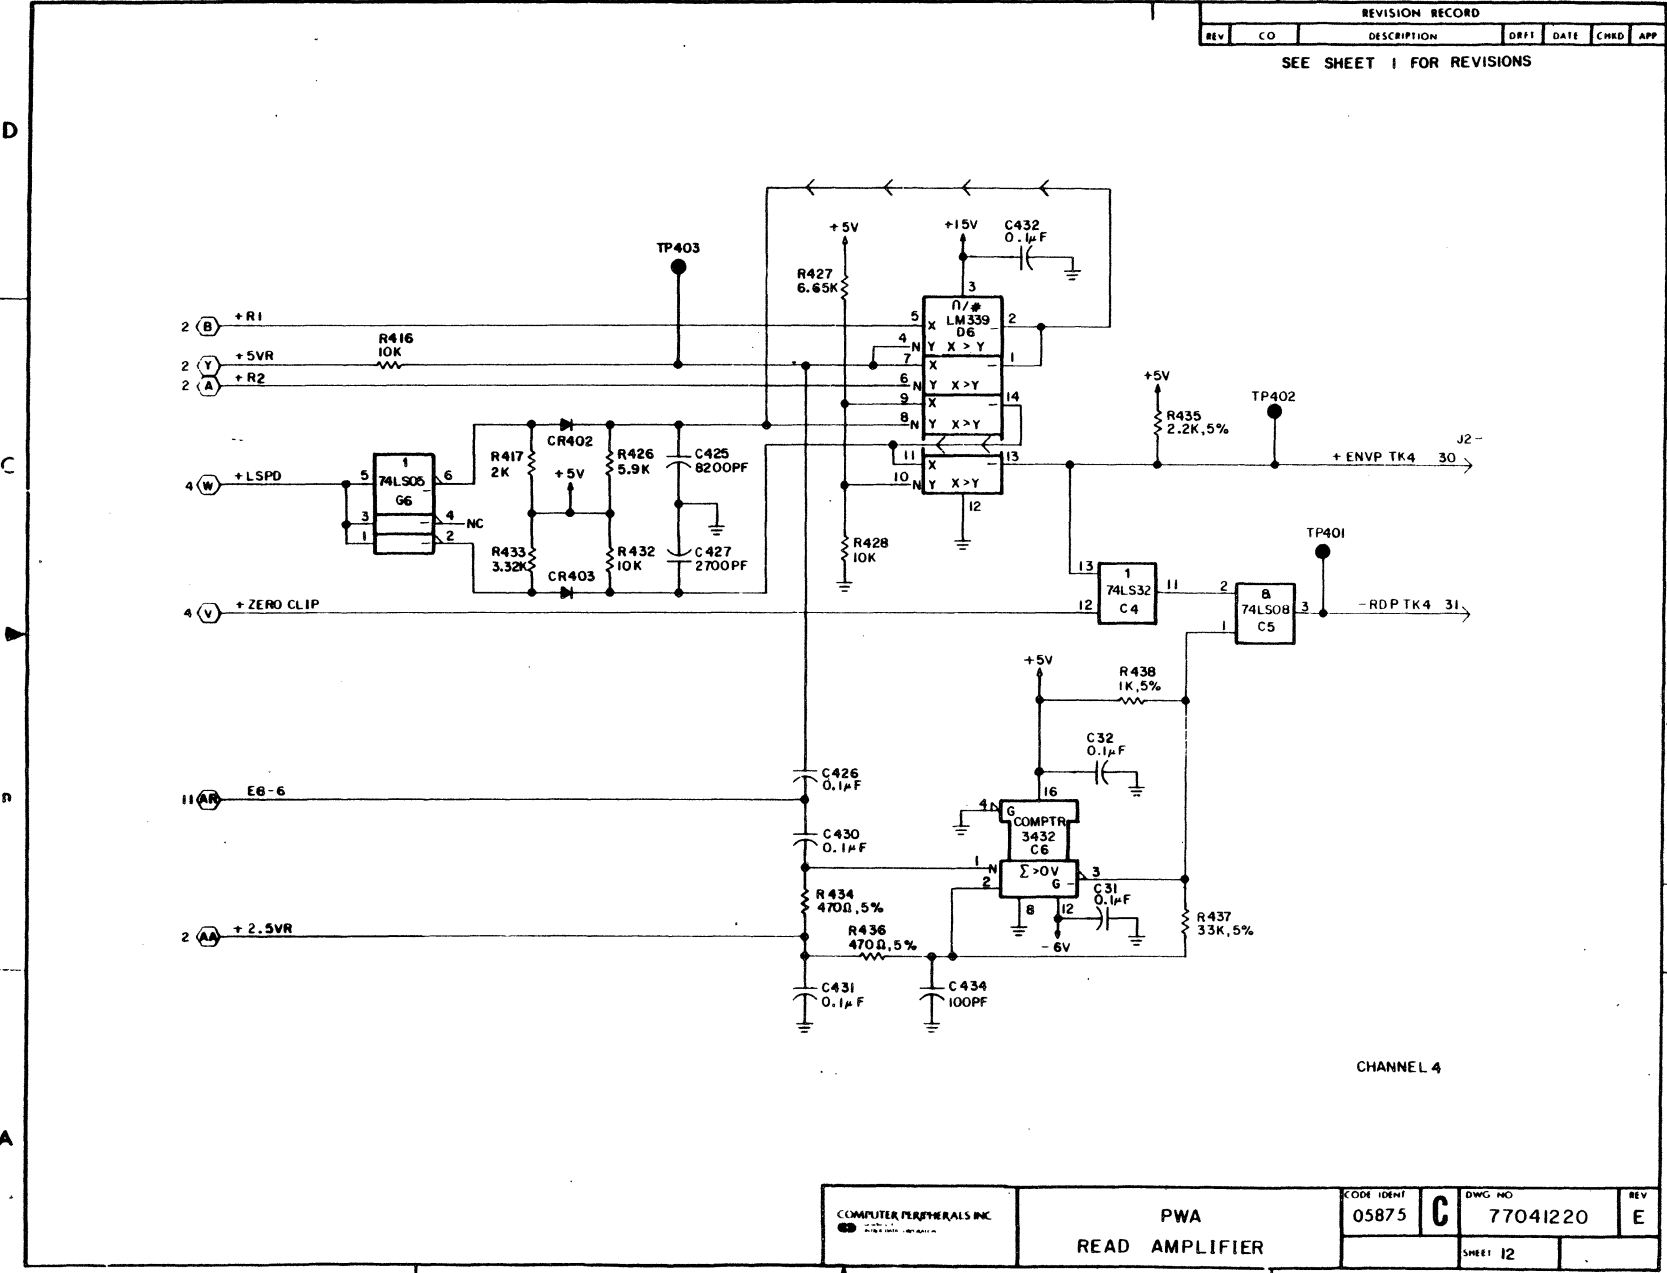 REVISION RECORD
REV CO DESCRIPTION DRFT DATE CHKD APP
SEE SHEET 1 FOR REVISIONS
D
C
A
+5V
+15V
C432
0.1µF
TP403
R427
6.65K
3
∩/#
LM339
D6
2 B +R1
5 X
2
4 N Y X>Y
R416
10K
2 Y +5VR
7 X
1
2 A +R2
6 N Y X>Y
9 X
14
8 N Y X>Y
11 X
13
10 N Y X>Y
12
+5V
R435
2.2K,5%
TP402
J2-
+ENVP TK4 30
CR402
R417
2K
R426
5.9K
C425
8200PF
+5V
4 W +LSPD
5
1
74LS05
G6
6
3
4 NC
1
2
R433
3.32K
CR403
R432
10K
C427
2700PF
R428
10K
TP401
13
1
74LS32
C4
11
12
2
&
74LS08
C5
3
1
-RDP TK4 31
4 V +ZERO CLIP
+5V
R438
1K,5%
C32
0.1µF
C426
0.1µF
11 AR E6-6
16
4 G
COMPTR
3432
C6
C430
0.1µF
1 N
Σ>0V
G
2
3
8
12
C31
0.1µF
-6V
R434
470Ω,5%
R437
33K,5%
2 AA +2.5VR
R436
470Ω,5%
C431
0.1µF
C434
100PF
CHANNEL 4
COMPUTER PERIPHERALS INC
PWA
READ AMPLIFIER
CODE IDENT
05875
C
DWG NO
77041220
REV
E
SHEET 12